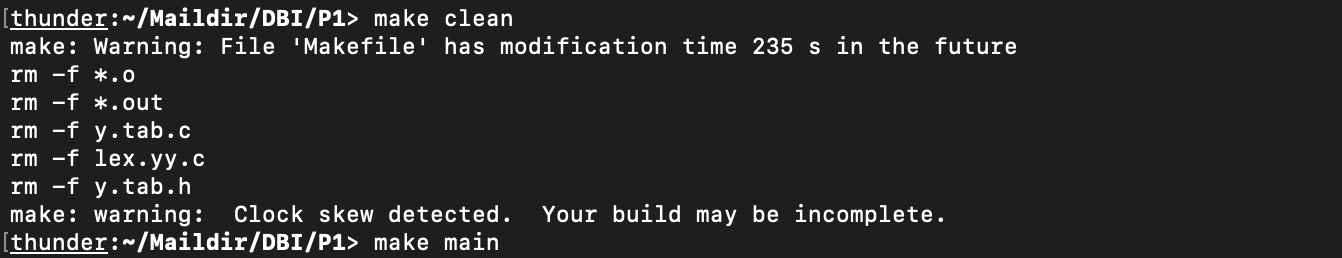 [thunder:~/Maildir/DBI/P1> make clean
make: Warning: File 'Makefile' has modification time 235 s in the future
rm -f *.o
rm -f *.out
rm -f y.tab.c
rm -f lex.yy.c
rm -f y.tab.h
make: warning:  Clock skew detected.  Your build may be incomplete.
[thunder:~/Maildir/DBI/P1> make main